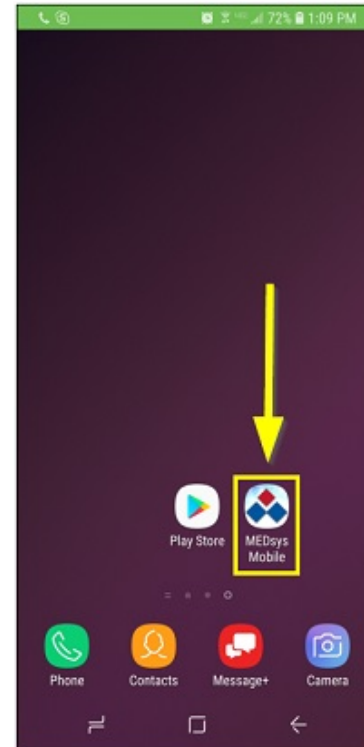 72% 1:09 PM
Play Store
MEDsys
Mobile
Phone
Contacts
Message+
Camera